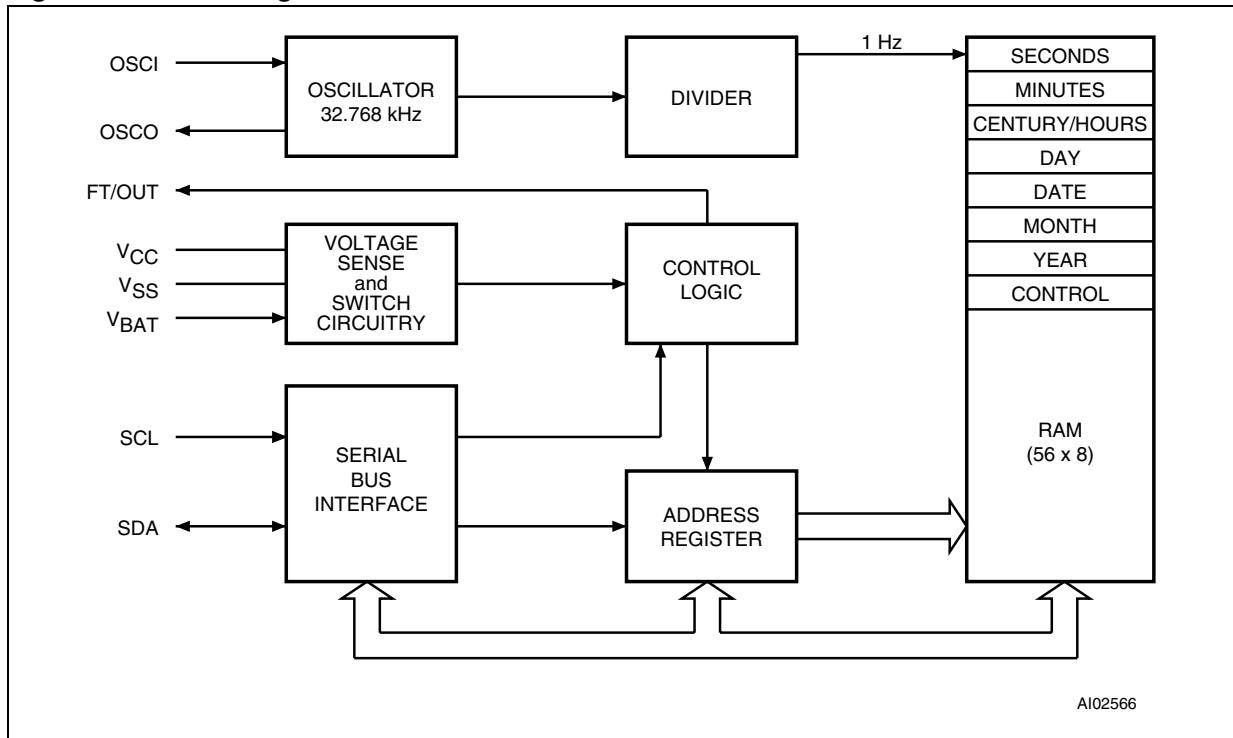 OSCI
OSCO
FT/OUT
VCC
VSS
VBAT
SCL
SDA
OSCILLATOR
32.768 kHz
VOLTAGE
SENSE
and
SWITCH
CIRCUITRY
SERIAL
BUS
INTERFACE
DIVIDER
CONTROL
LOGIC
ADDRESS
REGISTER
1 Hz
SECONDS
MINUTES
CENTURY/HOURS
DAY
DATE
MONTH
YEAR
CONTROL
RAM
(56 x 8)
AI02566